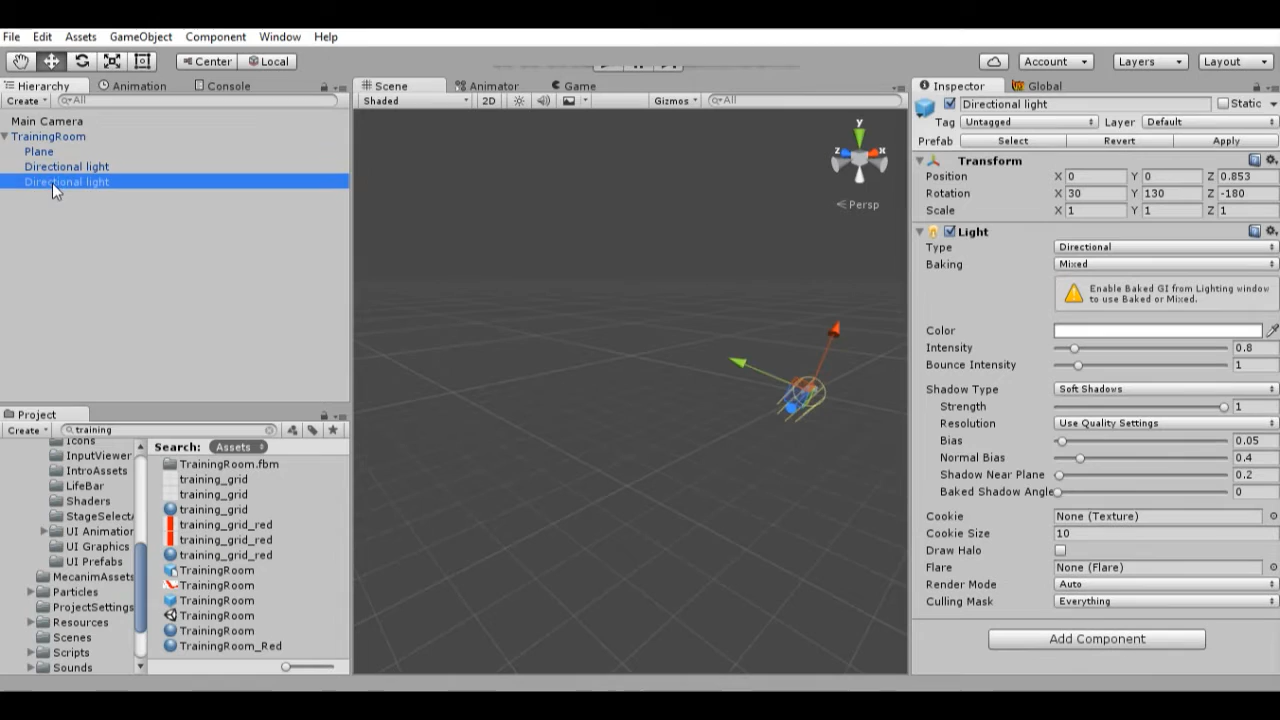 File Edit Assets GameObject Component Window Help
Center Local Account Layers Layout
Hierarchy Animation Console
Create All
Main Camera
TrainingRoom
Plane
Directional light
Directional light
Project
Create training
Icons
InputViewer
IntroAssets
LifeBar
Shaders
StageSelect
UI Animation
UI Graphics
UI Prefabs
MecanimAssets
Particles
ProjectSettings
Resources
Scenes
Scripts
Sounds
Search: Assets
TrainingRoom.fbm
training_grid
training_grid
training_grid
training_grid_red
training_grid_red
training_grid_red
TrainingRoom
TrainingRoom
TrainingRoom
TrainingRoom
TrainingRoom
TrainingRoom_Red
Scene Animator Game
Shaded 2D Gizmos All
y
z x
Persp
Inspector Global
Directional light Static
Tag Untagged Layer Default
Prefab Select Revert Apply
Transform
Position X 0 Y 0 Z 0.853
Rotation X 30 Y 130 Z -180
Scale X 1 Y 1 Z 1
Light
Type Directional
Baking Mixed
Enable Baked GI from Lighting window
to use Baked or Mixed.
Color
Intensity 0.8
Bounce Intensity 1
Shadow Type Soft Shadows
Strength 1
Resolution Use Quality Settings
Bias 0.05
Normal Bias 0.4
Shadow Near Plane 0.2
Baked Shadow Angle 0
Cookie None (Texture)
Cookie Size 10
Draw Halo
Flare None (Flare)
Render Mode Auto
Culling Mask Everything
Add Component